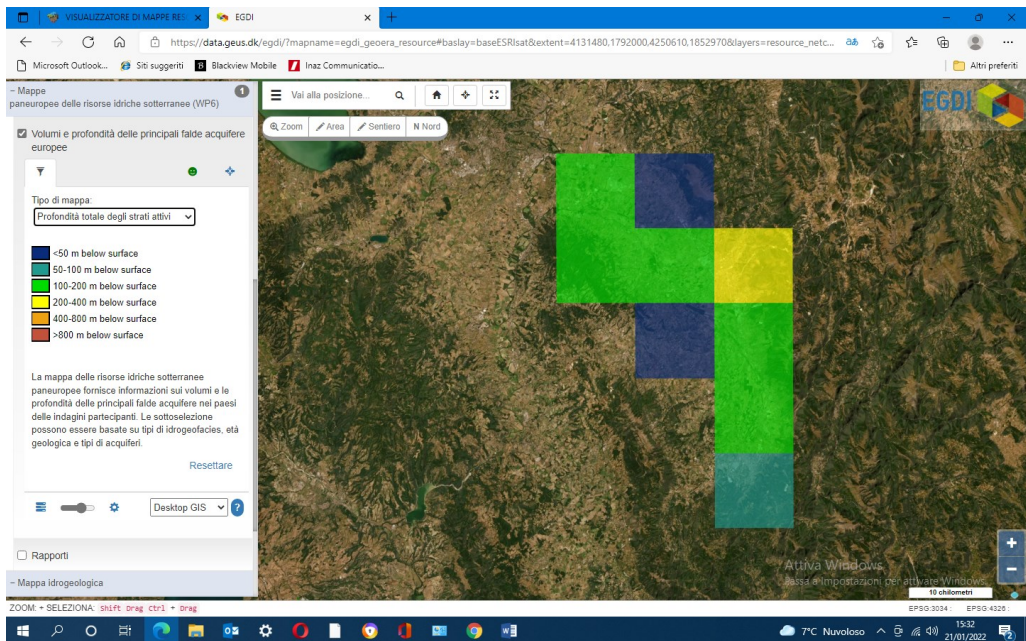 VISUALIZZATORE DI MAPPE RES
EGDI
https://data.geus.dk/egdi/?mapname=egdi_geoera_resource#baslay=baseESRIsat&extent=4131480,1792000,4250610,1852970&layers=resource_netc...
Microsoft Outlook...
Siti suggeriti
Blackview Mobile
Inaz Communicatio...
Altri preferiti
− Mappe
paneuropee delle risorse idriche sotterranee (WP6)
1
Volumi e profondità delle principali falde acquifere
europee
Tipo di mappa:
Profondità totale degli strati attivi
<50 m below surface
50-100 m below surface
100-200 m below surface
200-400 m below surface
400-800 m below surface
>800 m below surface
La mappa delle risorse idriche sotterranee
paneuropee fornisce informazioni sui volumi e le
profondità delle principali falde acquifere nei paesi
delle indagini partecipanti. Le sottoselezione
possono essere basate su tipi di idrogeofacies, età
geologica e tipi di acquiferi.
Resettare
Desktop GIS
?
Rapporti
− Mappa idrogeologica
Vai alla posizione...
Zoom
Area
Sentiero
N Nord
EGDI
Attiva Windows
Passa a Impostazioni per attivare Windows.
10 chilometri
ZOOM: + SELEZIONA: Shift Drag Ctrl + Drag
EPSG:3034 :
EPSG:4326 :
7°C Nuvoloso
15:32
21/01/2022